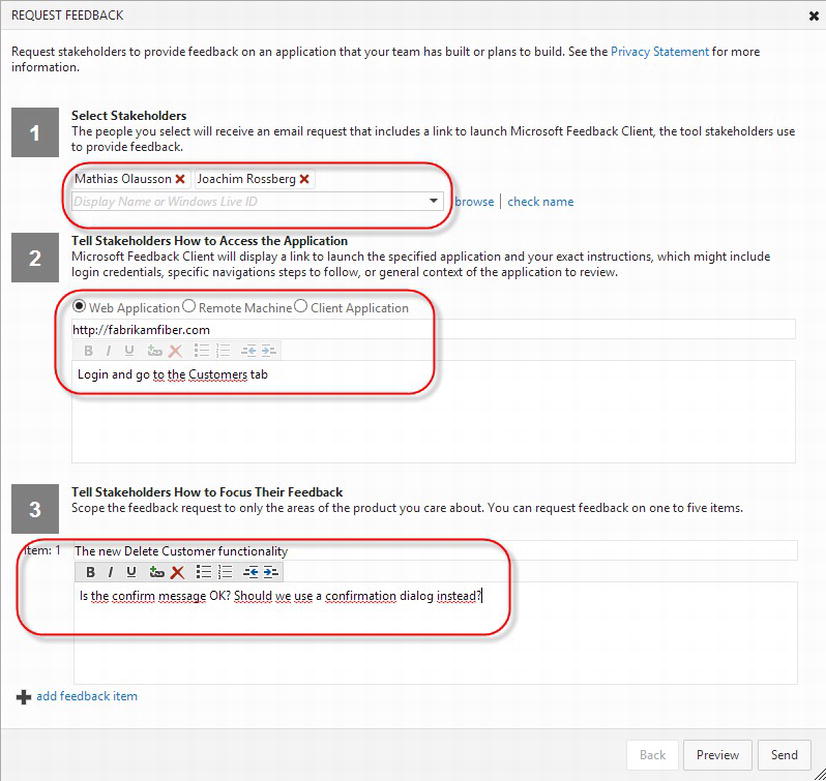 REQUEST FEEDBACK
Request stakeholders to provide feedback on an application that your team has built or plans to build. See the Privacy Statement for more
information.
1
Select Stakeholders
The people you select will receive an email request that includes a link to launch Microsoft Feedback Client, the tool stakeholders use
to provide feedback.
Mathias Olausson Joachim Rossberg
Display Name or Windows Live ID
browse | check name
2
Tell Stakeholders How to Access the Application
Microsoft Feedback Client will display a link to launch the specified application and your exact instructions, which might include
login credentials, specific navigations steps to follow, or general context of the application to review.
Web Application Remote Machine Client Application
http://fabrikamfiber.com
B I U
Login and go to the Customers tab
3
Tell Stakeholders How to Focus Their Feedback
Scope the feedback request to only the areas of the product you care about. You can request feedback on one to five items.
Item: 1 The new Delete Customer functionality
B I U
Is the confirm message OK? Should we use a confirmation dialog instead?
add feedback item
Back Preview Send